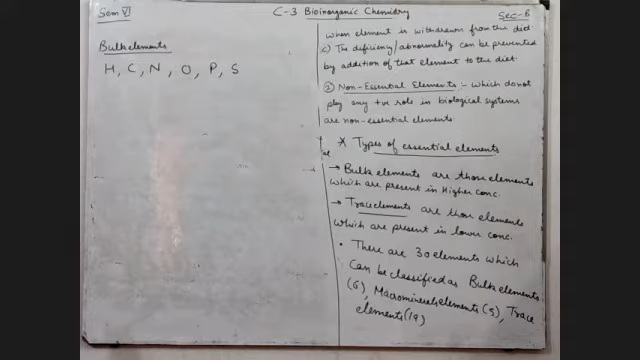 Sem VI
C-3 Bioinorganic Chemistry
Sec-B
Bulk elements
H, C, N, O, P, S
when element is withdrawn from the diet
c) The deficiency/abnormality can be prevented
by addition of that element to the diet.
② Non-Essential Elements:- which do not
play any +ve role in biological systems
are non-essential elements
* Types of essential elements
→ Bulk elements are those elements
which are present in Higher conc.
→ Trace elements are those elements
which are present in lower conc.
• There are 30 elements which
can be classified as Bulk elements
(6), Macrominerals elements (5), Trace
elements (19)